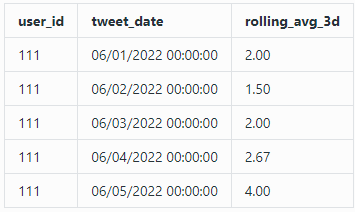 user_id tweet_date rolling_avg_3d
111 06/01/2022 00:00:00 2.00
111 06/02/2022 00:00:00 1.50
111 06/03/2022 00:00:00 2.00
111 06/04/2022 00:00:00 2.67
111 06/05/2022 00:00:00 4.00